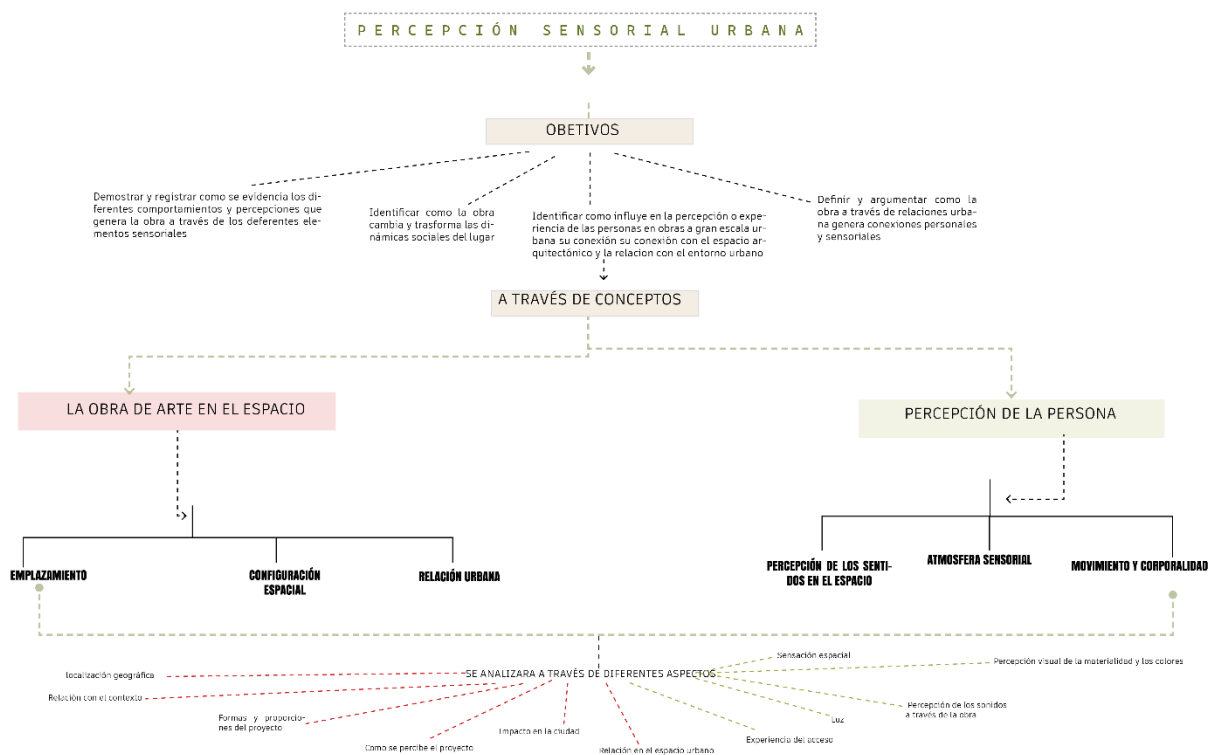 PERCEPCIÓN SENSORIAL URBANA
OBETIVOS
Demostrar y registrar como se evidencia los di-
ferentes comportamientos y percepciones que
genera la obra a través de los deferentes ele-
mentos sensoriales
Identificar como la obra
cambia y trasforma las di-
námicas sociales del lugar
Identificar como influye en la percepción o expe-
riencia de las personas en obras a gran escala ur-
bana su conexión su conexión con el espacio ar-
quitectónico y la relacion con el entorno urbano
Definir y argumentar como la
obra a través de relaciones urba-
na genera conexiones personales
y sensoriales
A TRAVÉS DE CONCEPTOS
LA OBRA DE ARTE EN EL ESPACIO
PERCEPCIÓN DE LA PERSONA
EMPLAZAMIENTO
CONFIGURACIÓN
ESPACIAL
RELACIÓN URBANA
PERCEPCIÓN DE LOS SENTI-
DOS EN EL ESPACIO
ATMOSFERA SENSORIAL
MOVIMIENTO Y CORPORALIDAD
SE ANALIZARA A TRAVÉS DE DIFERENTES ASPECTOS
localización geográfica
Relación con el contexto
Formas y proporcio-
nes del proyecto
Como se percibe el proyecto
Impacto en la ciudad
Relación en el espacio urbano
Sensación espacial
Percepción visual de la materialidad y los colores
Percepción de los sonidos
a través de la obra
Luz
Experiencia del acceso